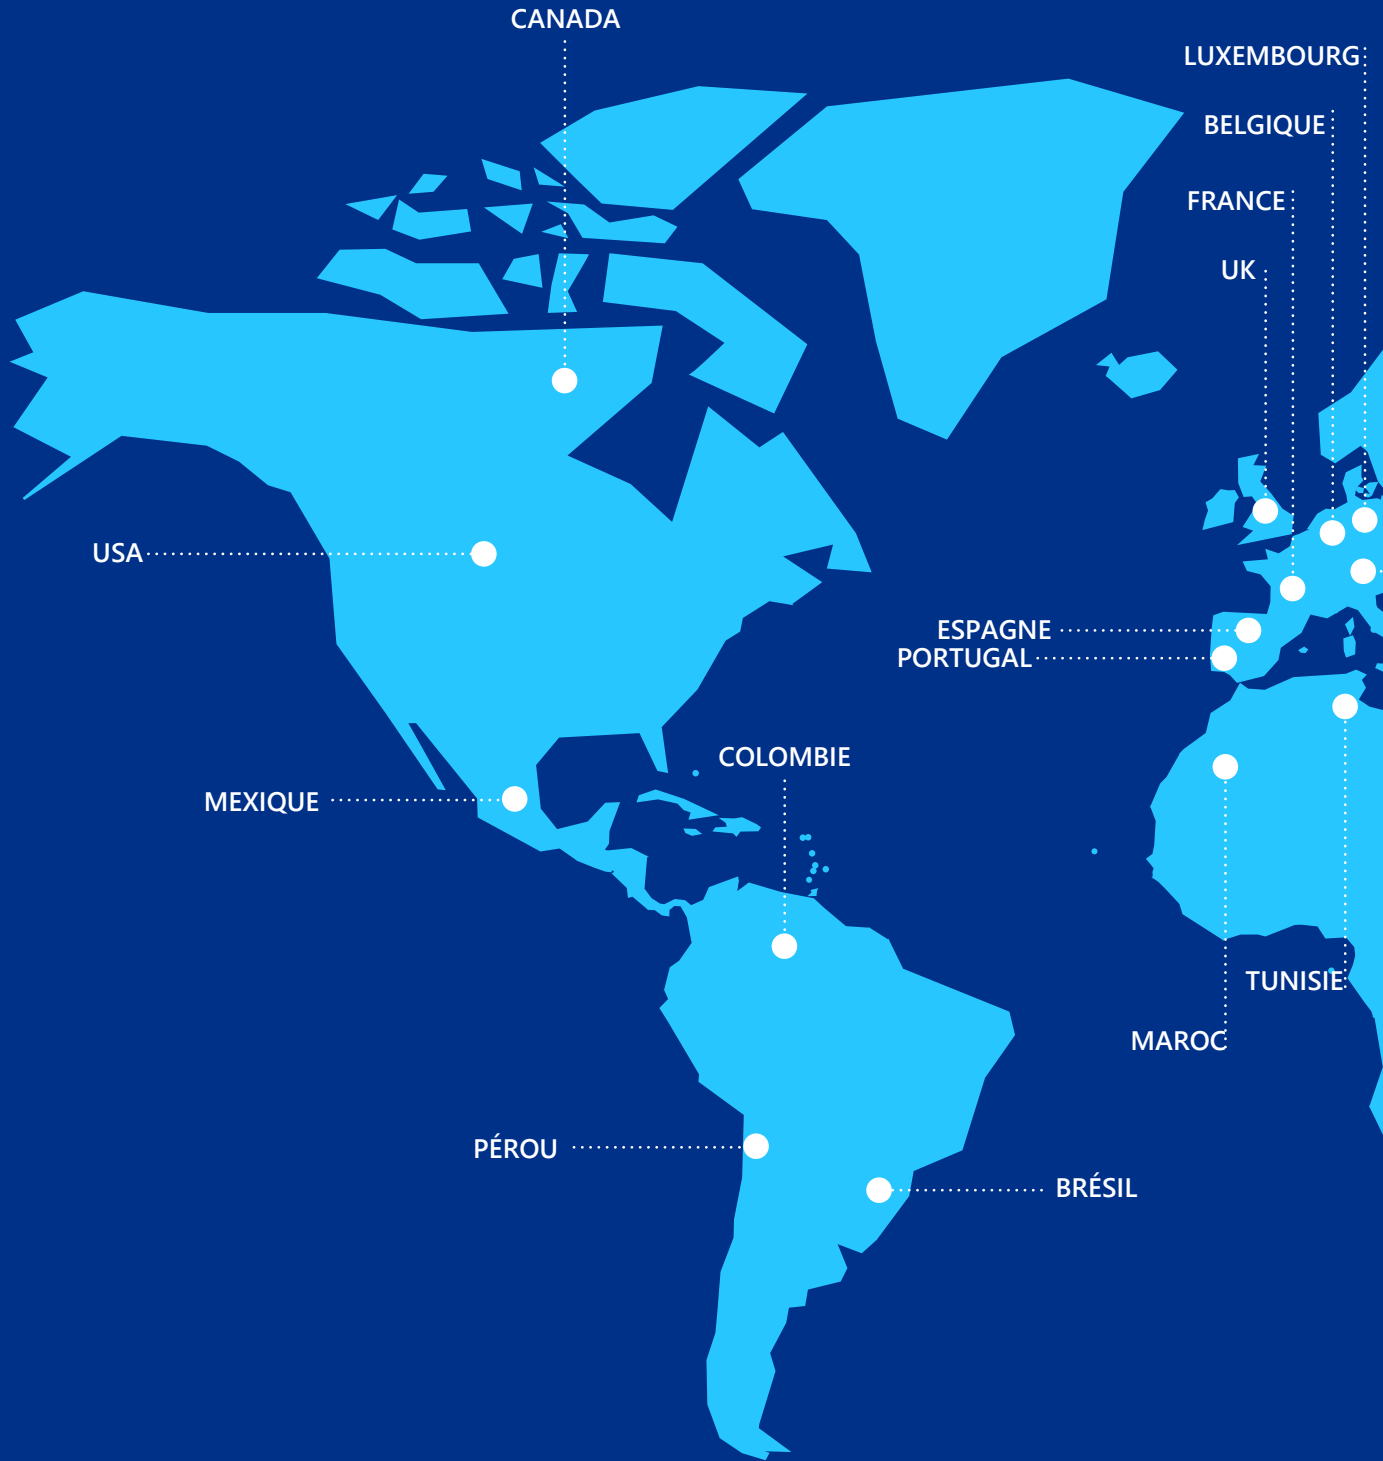 CANADA
LUXEMBOURG
BELGIQUE
FRANCE
UK
USA
ESPAGNE
PORTUGAL
COLOMBIE
MEXIQUE
TUNISIE
MAROC
PÉROU
BRÉSIL